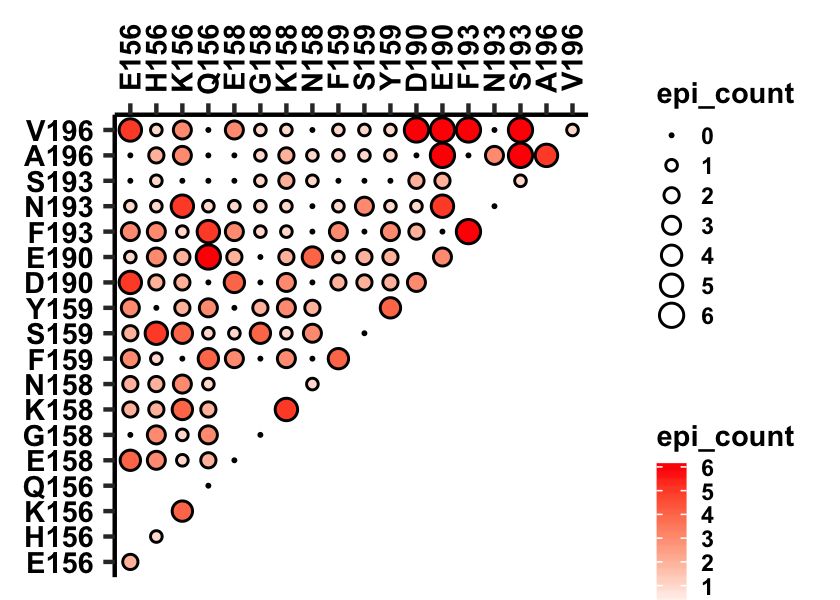 E156 H156 K156 Q156 E158 G158 K158 N158 F159 S159 Y159 D190 E190 F193 N193 S193 A196 V196
V196
A196
S193
N193
F193
E190
D190
Y159
S159
F159
N158
K158
G158
E158
Q156
K156
H156
E156
epi_count
0
1
2
3
4
5
6
epi_count
6
5
4
3
2
1